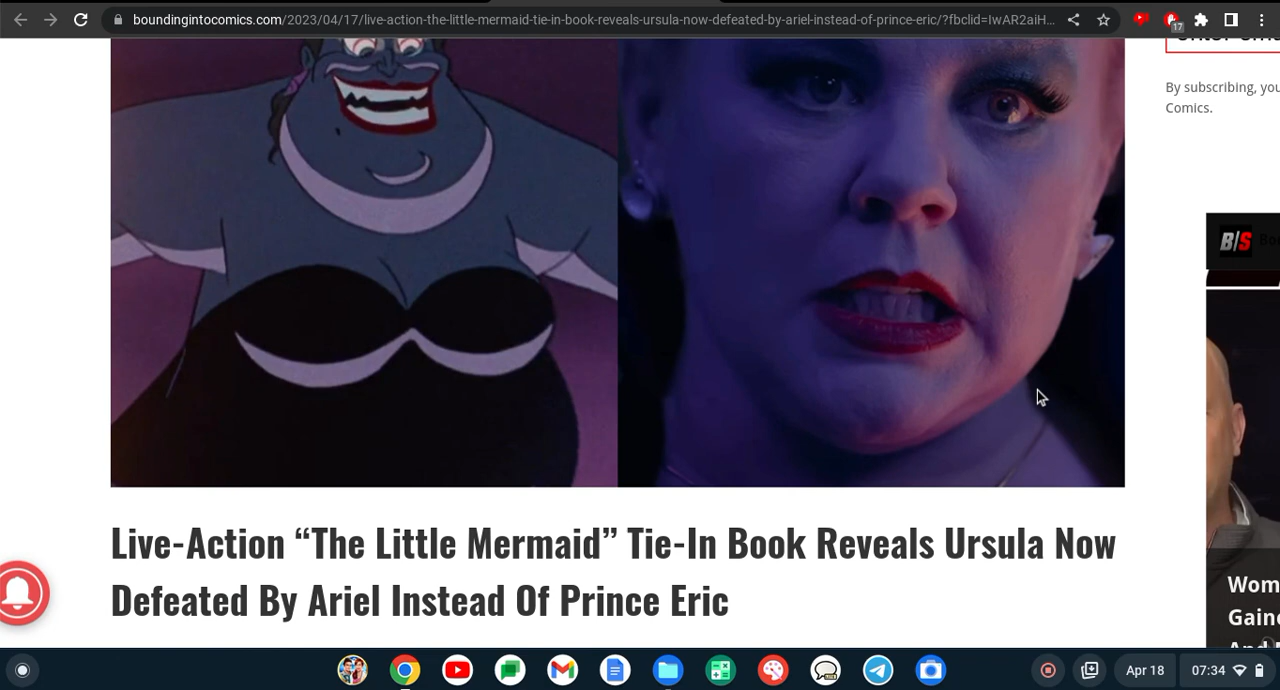 boundingintocomics.com/2023/04/17/live-action-the-little-mermaid-tie-in-book-reveals-ursula-now-defeated-by-ariel-instead-of-prince-eric/?fbclid=IwAR2aiH...
17
By subscribing, you
Comics.
B/S
Live-Action “The Little Mermaid” Tie-In Book Reveals Ursula Now
Defeated By Ariel Instead Of Prince Eric
Wom
Gaine
Apr 18
07:34